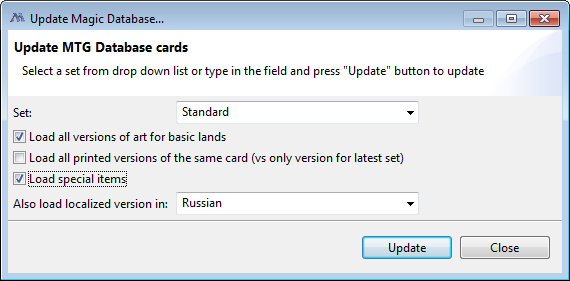 Update Magic Database...
Update MTG Database cards
Select a set from drop down list or type in the field and press "Update" button to update
Set:
Standard
Load all versions of art for basic lands
Load all printed versions of the same card (vs only version for latest set)
Load special items
Also load localized version in:
Russian
Update
Close